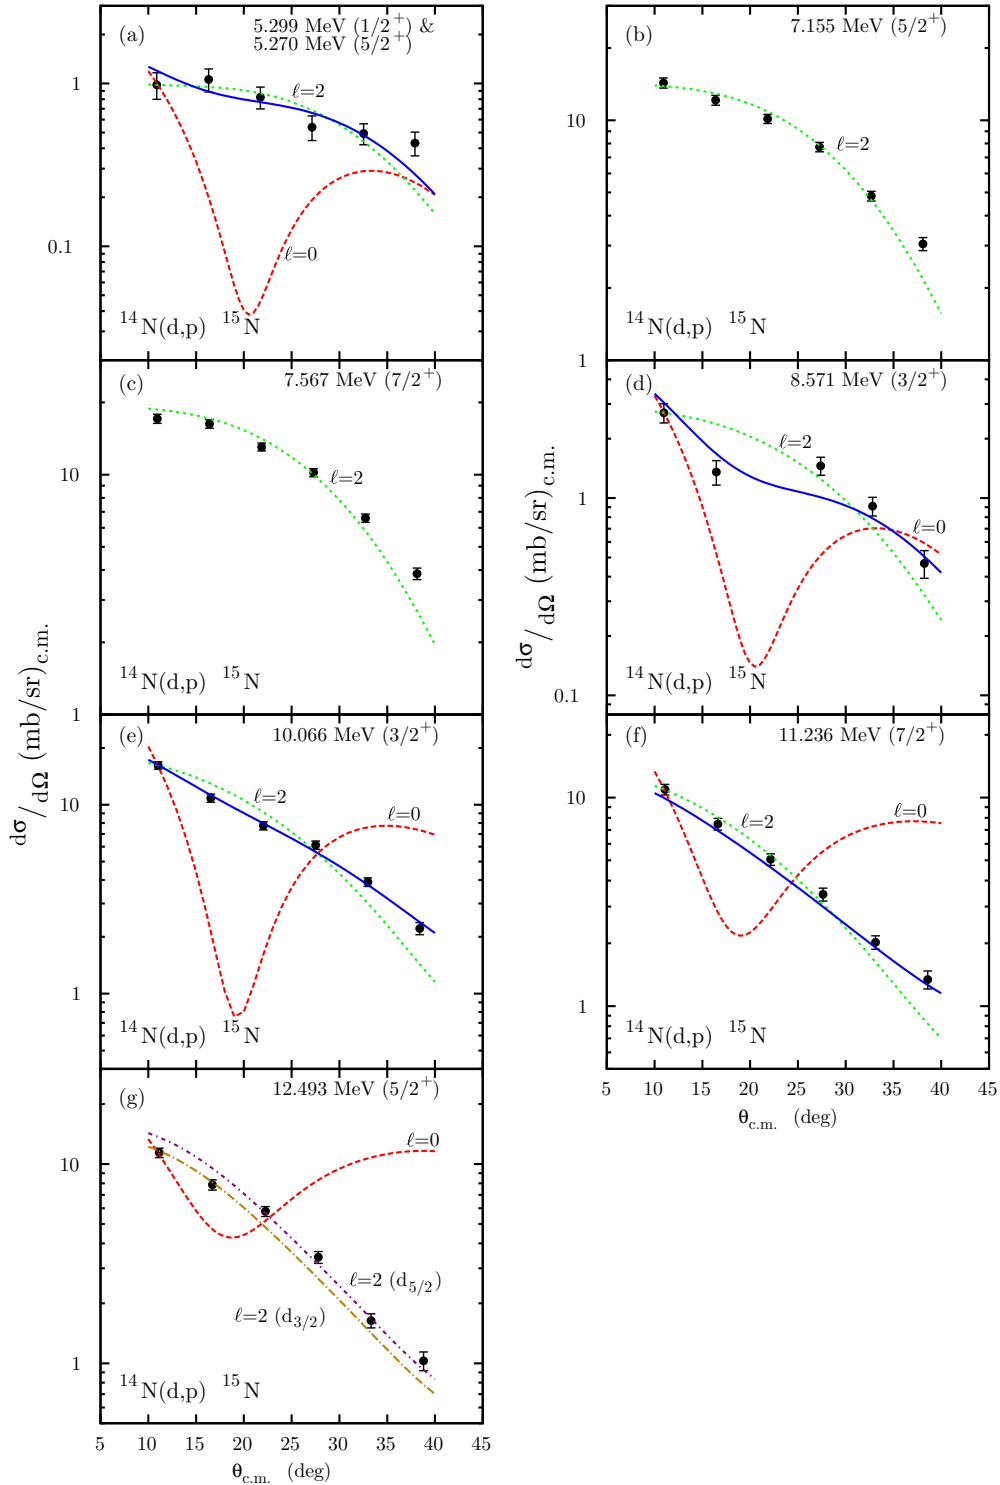 (a)
5.299 MeV (1/2⁺) &
5.270 MeV (5/2⁺)
ℓ=2
ℓ=0
¹⁴N(d,p) ¹⁵N
1
0.1
(b)
7.155 MeV (5/2⁺)
ℓ=2
¹⁴N(d,p) ¹⁵N
10
1
(c)
7.567 MeV (7/2⁺)
ℓ=2
¹⁴N(d,p) ¹⁵N
10
1
(d)
8.571 MeV (3/2⁺)
ℓ=2
ℓ=0
¹⁴N(d,p) ¹⁵N
1
0.1
dσ/dΩ (mb/sr)c.m.
dσ/dΩ (mb/sr)c.m.
(e)
10.066 MeV (3/2⁺)
ℓ=2
ℓ=0
¹⁴N(d,p) ¹⁵N
10
1
(f)
11.236 MeV (7/2⁺)
ℓ=2
ℓ=0
¹⁴N(d,p) ¹⁵N
10
1
5 10 15 20 25 30 35 40 45
θc.m. (deg)
(g)
12.493 MeV (5/2⁺)
ℓ=0
ℓ=2 (d5/2)
ℓ=2 (d3/2)
¹⁴N(d,p) ¹⁵N
10
1
5 10 15 20 25 30 35 40 45
θc.m. (deg)